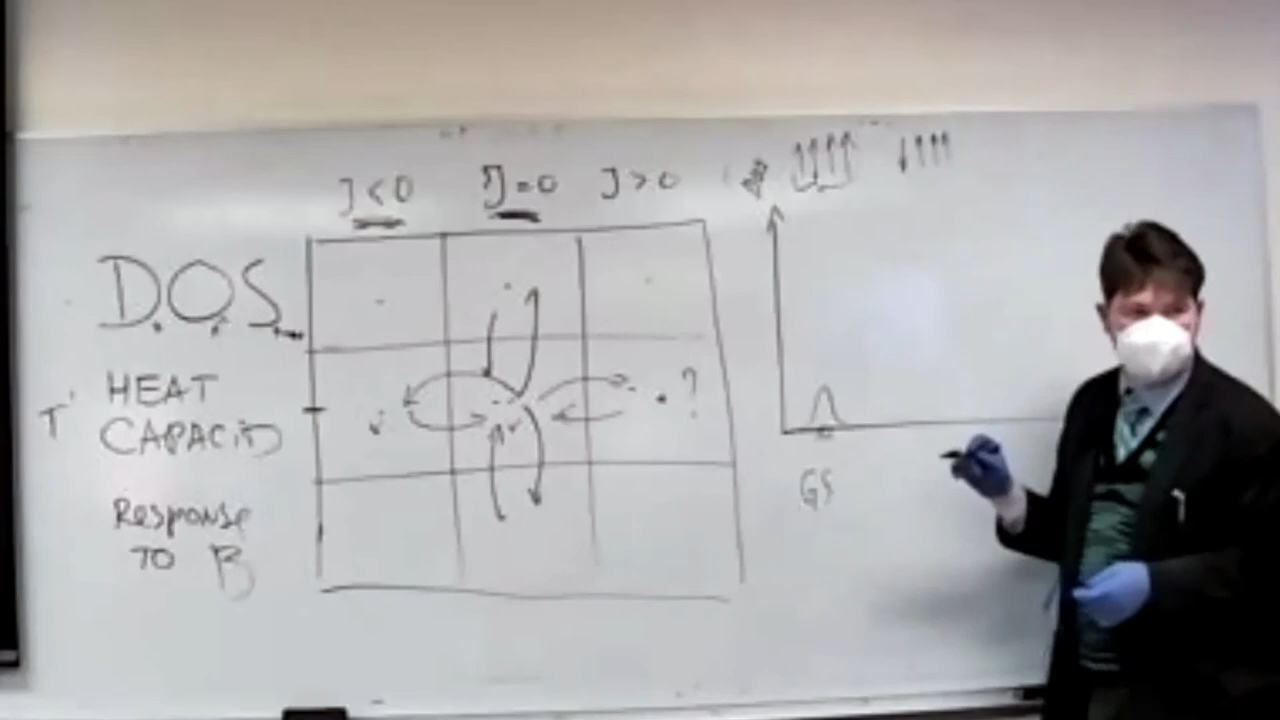 J<0 J=0 J>0
D.O.S.
HEAT
CAPACITY
T
?
Response
TO B
GS